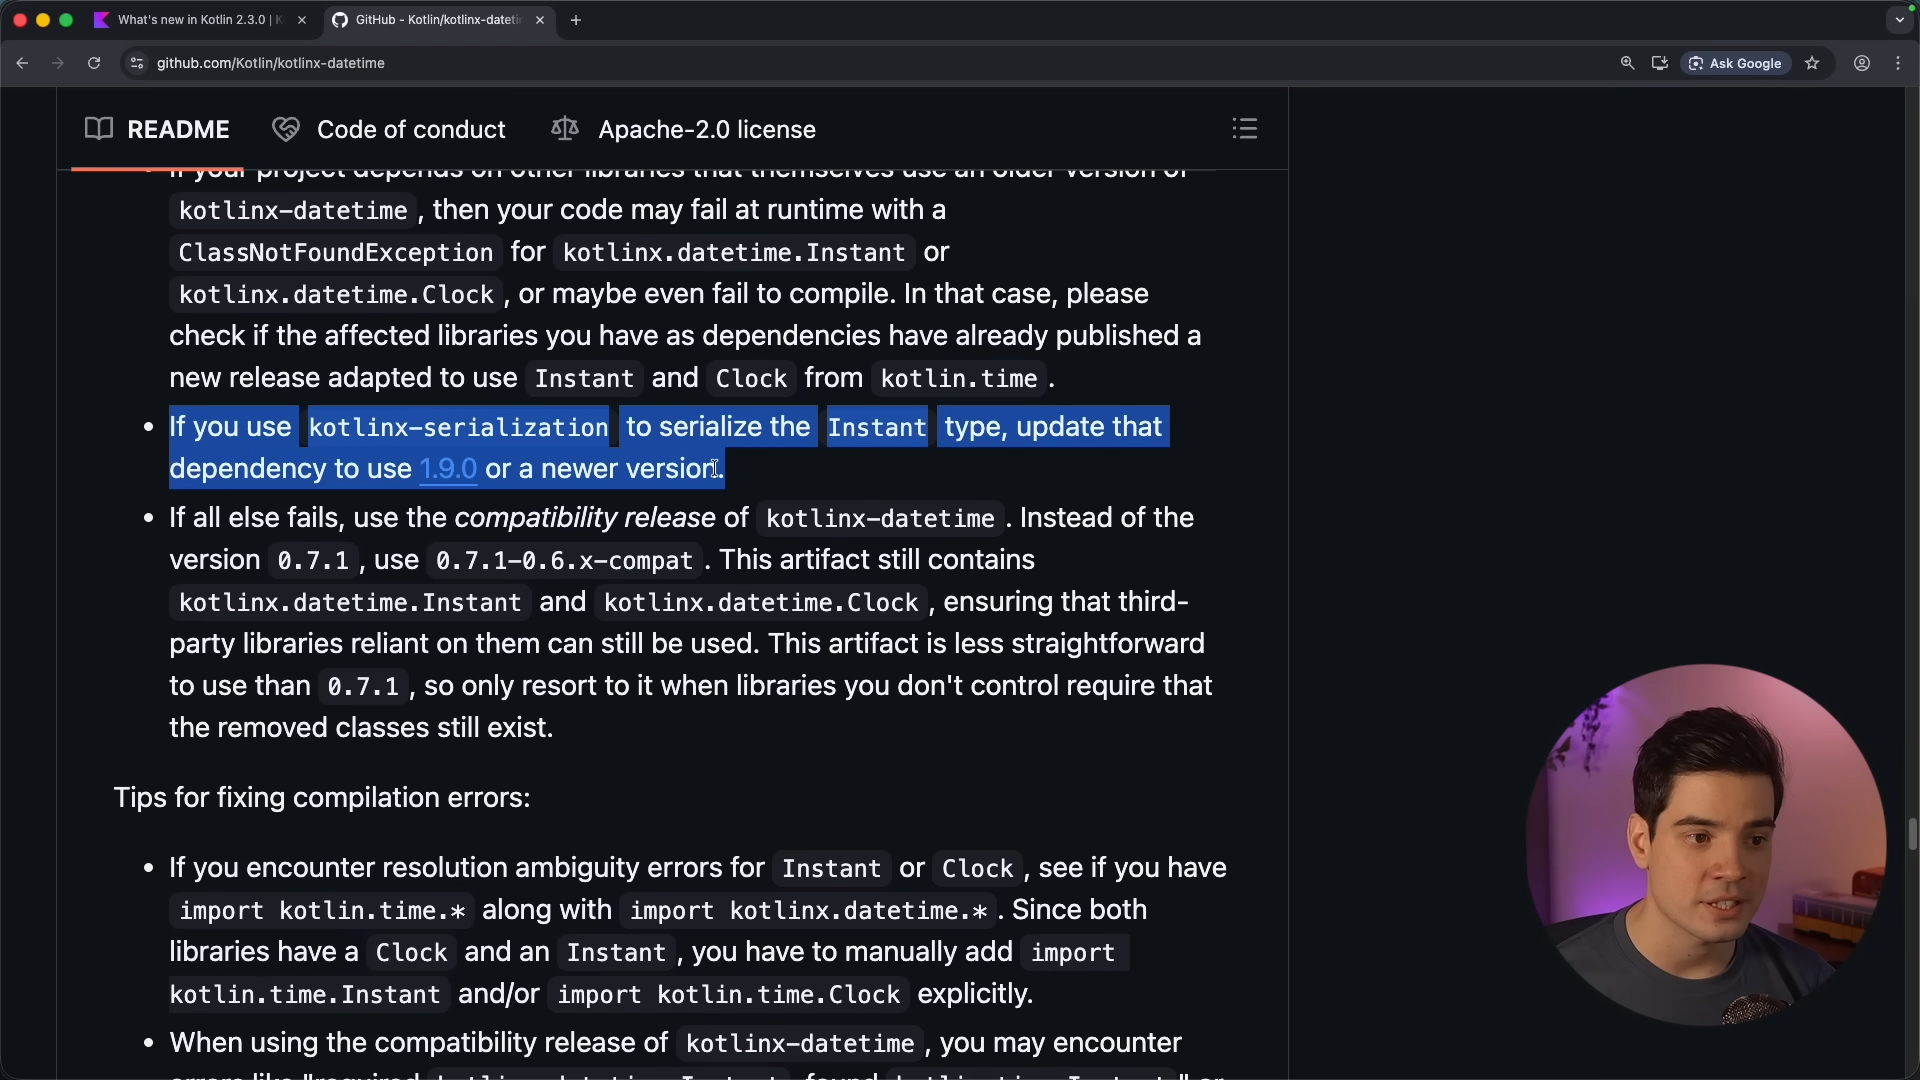 What's new in Kotlin 2.3.0 | K
GitHub - Kotlin/kotlinx-dateti
github.com/Kotlin/kotlinx-datetime
Ask Google
README
Code of conduct
Apache-2.0 license
If your project depends on other libraries that themselves use an older version of
kotlinx-datetime , then your code may fail at runtime with a
ClassNotFoundException for kotlinx.datetime.Instant or
kotlinx.datetime.Clock , or maybe even fail to compile. In that case, please
check if the affected libraries you have as dependencies have already published a
new release adapted to use Instant and Clock from kotlin.time .
If you use kotlinx-serialization to serialize the Instant type, update that
dependency to use 1.9.0 or a newer version.
If all else fails, use the compatibility release of kotlinx-datetime . Instead of the
version 0.7.1 , use 0.7.1-0.6.x-compat . This artifact still contains
kotlinx.datetime.Instant and kotlinx.datetime.Clock , ensuring that third-
party libraries reliant on them can still be used. This artifact is less straightforward
to use than 0.7.1 , so only resort to it when libraries you don't control require that
the removed classes still exist.
Tips for fixing compilation errors:
If you encounter resolution ambiguity errors for Instant or Clock , see if you have
import kotlin.time.* along with import kotlinx.datetime.* . Since both
libraries have a Clock and an Instant , you have to manually add import
kotlin.time.Instant and/or import kotlin.time.Clock explicitly.
When using the compatibility release of kotlinx-datetime , you may encounter